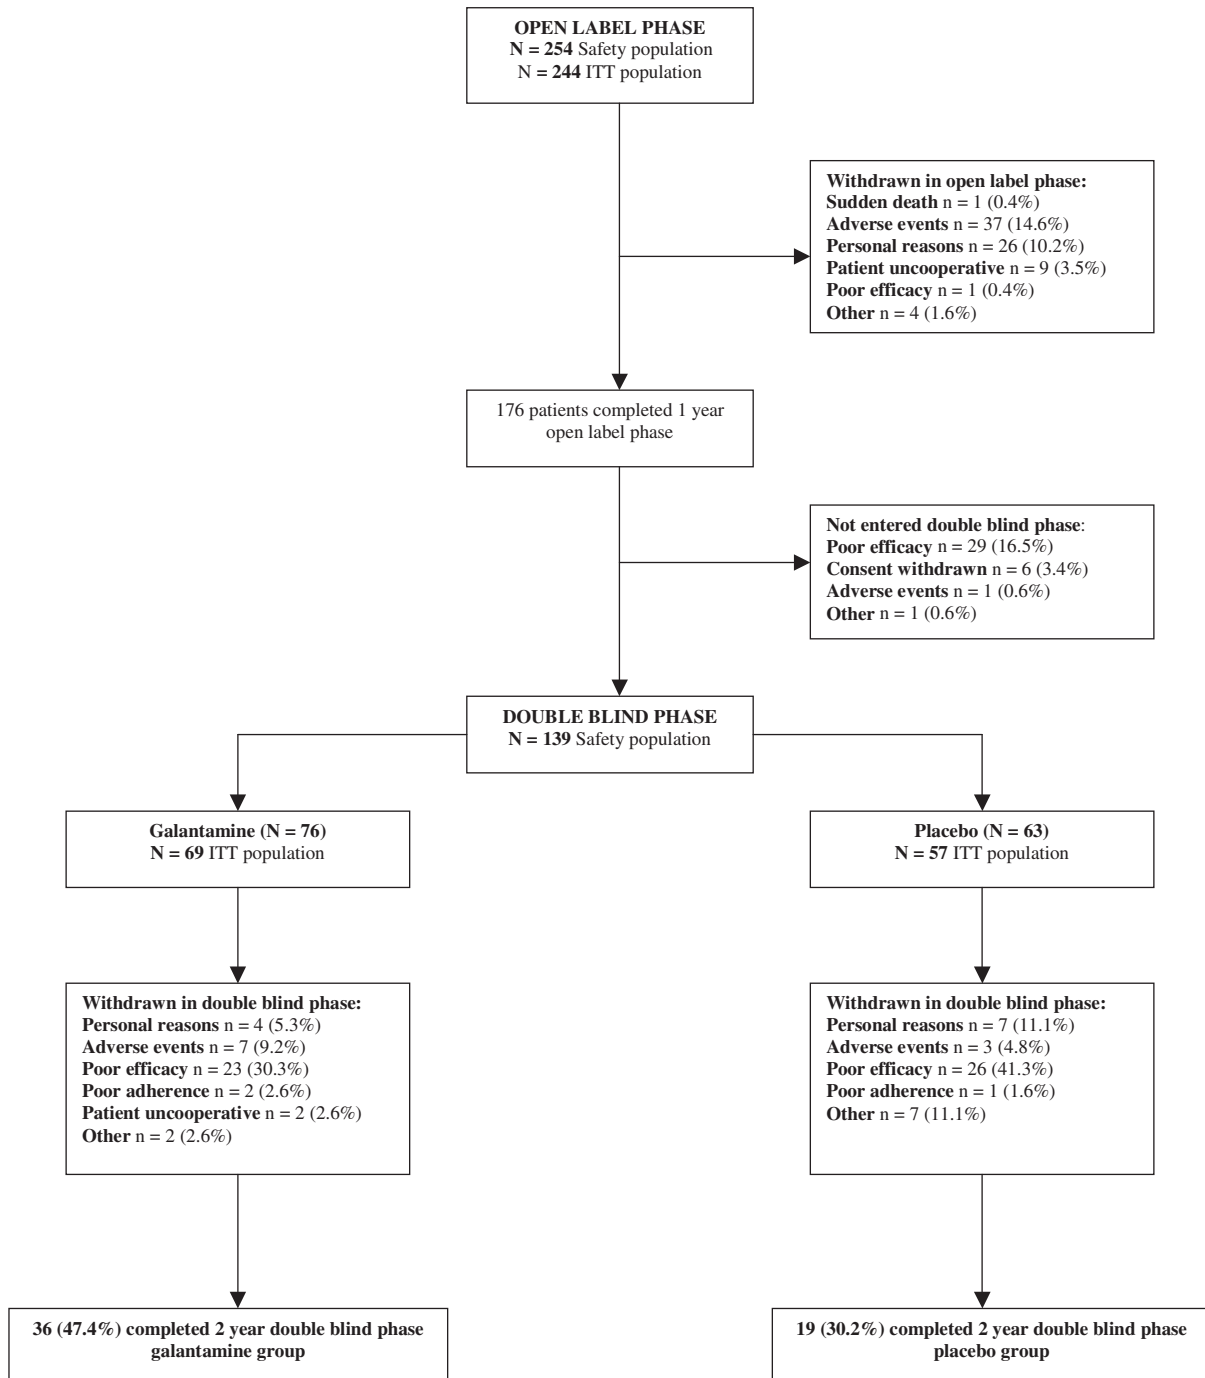 OPEN LABEL PHASE
N = 254 Safety population
N = 244 ITT population
Withdrawn in open label phase:
Sudden death n = 1 (0.4%)
Adverse events n = 37 (14.6%)
Personal reasons n = 26 (10.2%)
Patient uncooperative n = 9 (3.5%)
Poor efficacy n = 1 (0.4%)
Other n = 4 (1.6%)
176 patients completed 1 year
open label phase
Not entered double blind phase:
Poor efficacy n = 29 (16.5%)
Consent withdrawn n = 6 (3.4%)
Adverse events n = 1 (0.6%)
Other n = 1 (0.6%)
DOUBLE BLIND PHASE
N = 139 Safety population
Galantamine (N = 76)
N = 69 ITT population
Placebo (N = 63)
N = 57 ITT population
Withdrawn in double blind phase:
Personal reasons n = 4 (5.3%)
Adverse events n = 7 (9.2%)
Poor efficacy n = 23 (30.3%)
Poor adherence n = 2 (2.6%)
Patient uncooperative n = 2 (2.6%)
Other n = 2 (2.6%)
Withdrawn in double blind phase:
Personal reasons n = 7 (11.1%)
Adverse events n = 3 (4.8%)
Poor efficacy n = 26 (41.3%)
Poor adherence n = 1 (1.6%)
Other n = 7 (11.1%)
36 (47.4%) completed 2 year double blind phase
galantamine group
19 (30.2%) completed 2 year double blind phase
placebo group